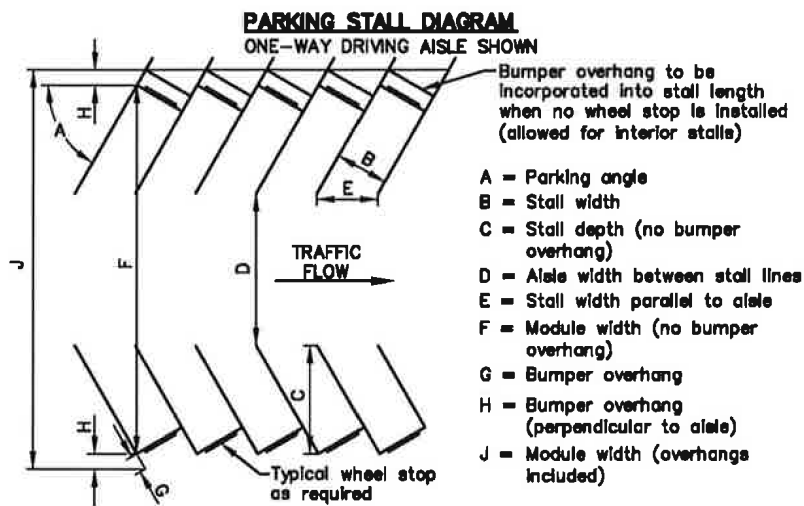 PARKING STALL DIAGRAM
ONE-WAY DRIVING AISLE SHOWN
Bumper overhang to be
incorporated into stall length
when no wheel stop is installed
(allowed for interior stalls)
H
A
B
E
J
F
D
TRAFFIC
FLOW
C
H
G
Typical wheel stop
as required
A = Parking angle
B = Stall width
C = Stall depth (no bumper
overhang)
D = Aisle width between stall lines
E = Stall width parallel to aisle
F = Module width (no bumper
overhang)
G = Bumper overhang
H = Bumper overhang
(perpendicular to aisle)
J = Module width (overhangs
included)